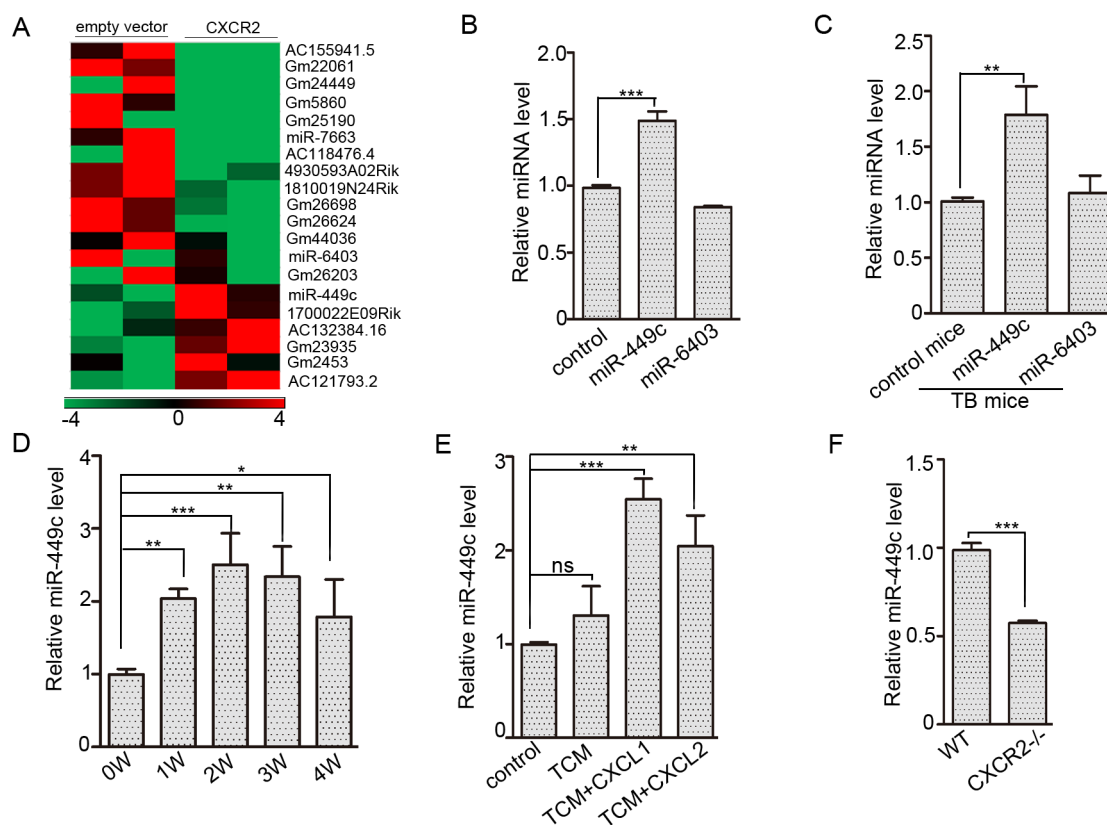 A
empty vector
CXCR2
AC155941.5
Gm22061
Gm24449
Gm5860
Gm25190
miR-7663
AC118476.4
4930593A02Rik
1810019N24Rik
Gm26698
Gm26624
Gm44036
miR-6403
Gm26203
miR-449c
1700022E09Rik
AC132384.16
Gm23935
Gm2453
AC121793.2
-4
0
4
B
Relative miRNA level
2.0
1.5
1.0
0.5
0
***
control
miR-449c
miR-6403
C
Relative miRNA level
2.5
2.0
1.5
1.0
0.5
0
**
control mice
miR-449c
miR-6403
TB mice
D
Relative miR-449c level
4
3
2
1
0
*
**
***
**
0W
1W
2W
3W
4W
E
Relative miR-449c level
3
2
1
0
**
***
ns
control
TCM
TCM+CXCL1
TCM+CXCL2
F
Relative miR-449c level
1.5
1.0
0.5
0
***
WT
CXCR2-/-